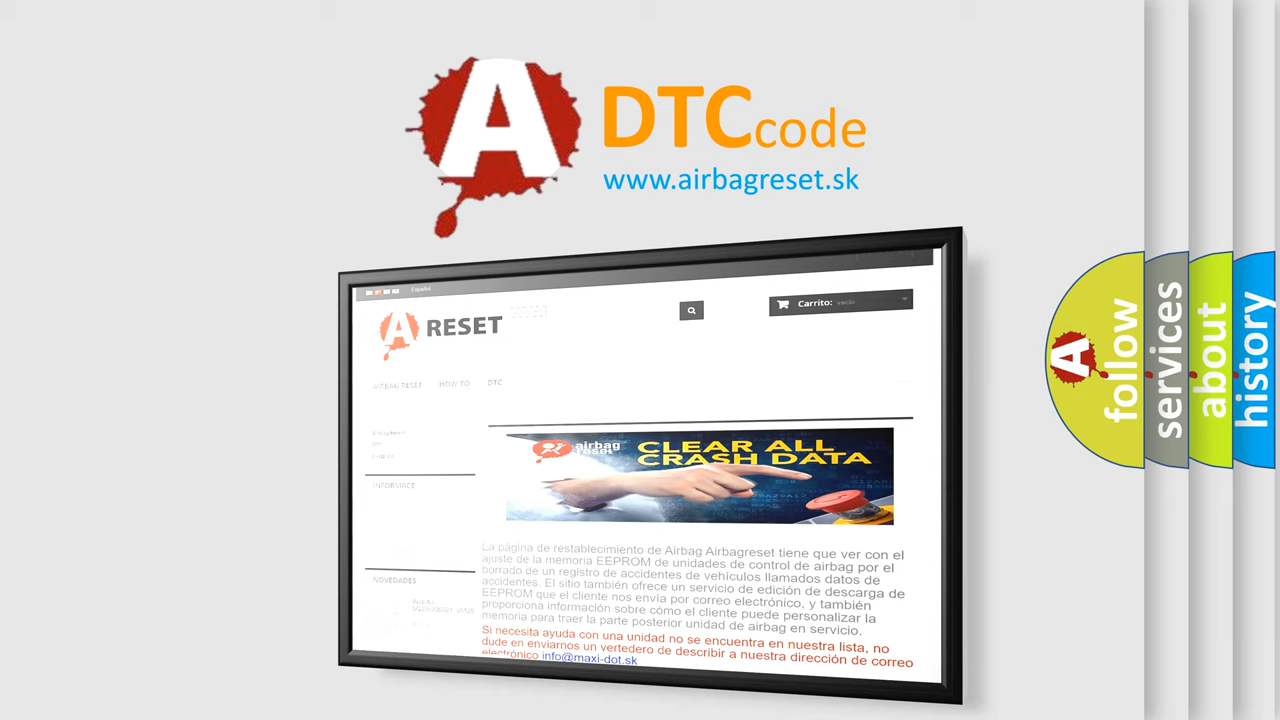 A DTC code
www.airbagreset.sk
Español
A RESET
Carrito: vacío
AIRBAG RESET HOW TO DTC
airbag
reset
CLEAR ALL
CRASH DATA
INFORMACE
La página de restablecimiento de Airbag Airbagreset tiene que ver con el
ajuste de la memoria EEPROM de unidades de control de airbag por el
borrado de un registro de accidentes de vehículos llamados datos de
accidentes. El sitio también ofrece un servicio de edición de descarga de
EEPROM que el cliente nos envía por correo electrónico, y también
proporciona información sobre cómo el cliente puede personalizar la
memoria para traer la parte posterior unidad de airbag en servicio.
Si necesita ayuda con una unidad no se encuentra en nuestra lista, no
dude en enviarnos un vertedero de describir a nuestra dirección de correo
electrónico info@maxi-dot.sk
NOVEDADES
A follow
services
about
history